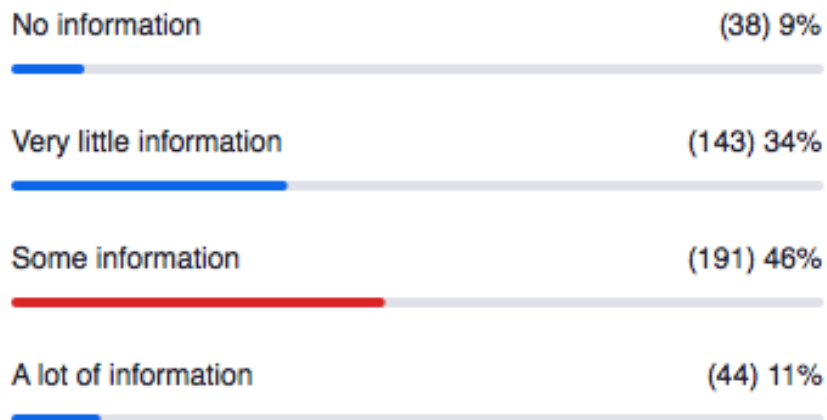 No information (38) 9%
Very little information (143) 34%
Some information (191) 46%
A lot of information (44) 11%